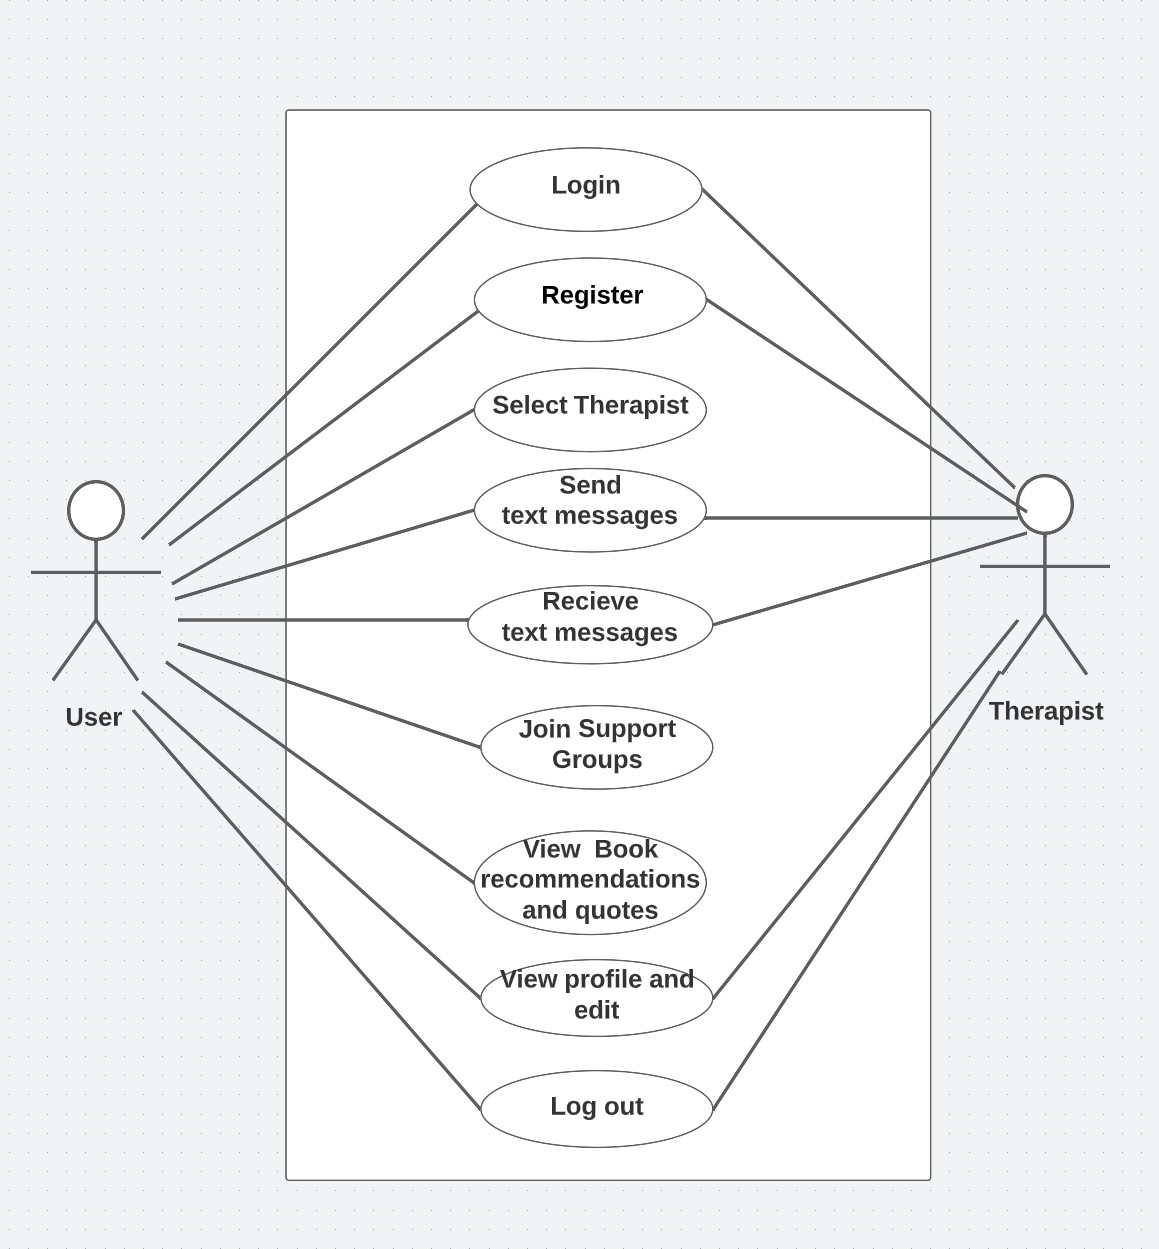 Login
Register
Select Therapist
Send
text messages
Recieve
text messages
User
Therapist
Join Support
Groups
View  Book
recommendations
and quotes
View profile and
edit
Log out